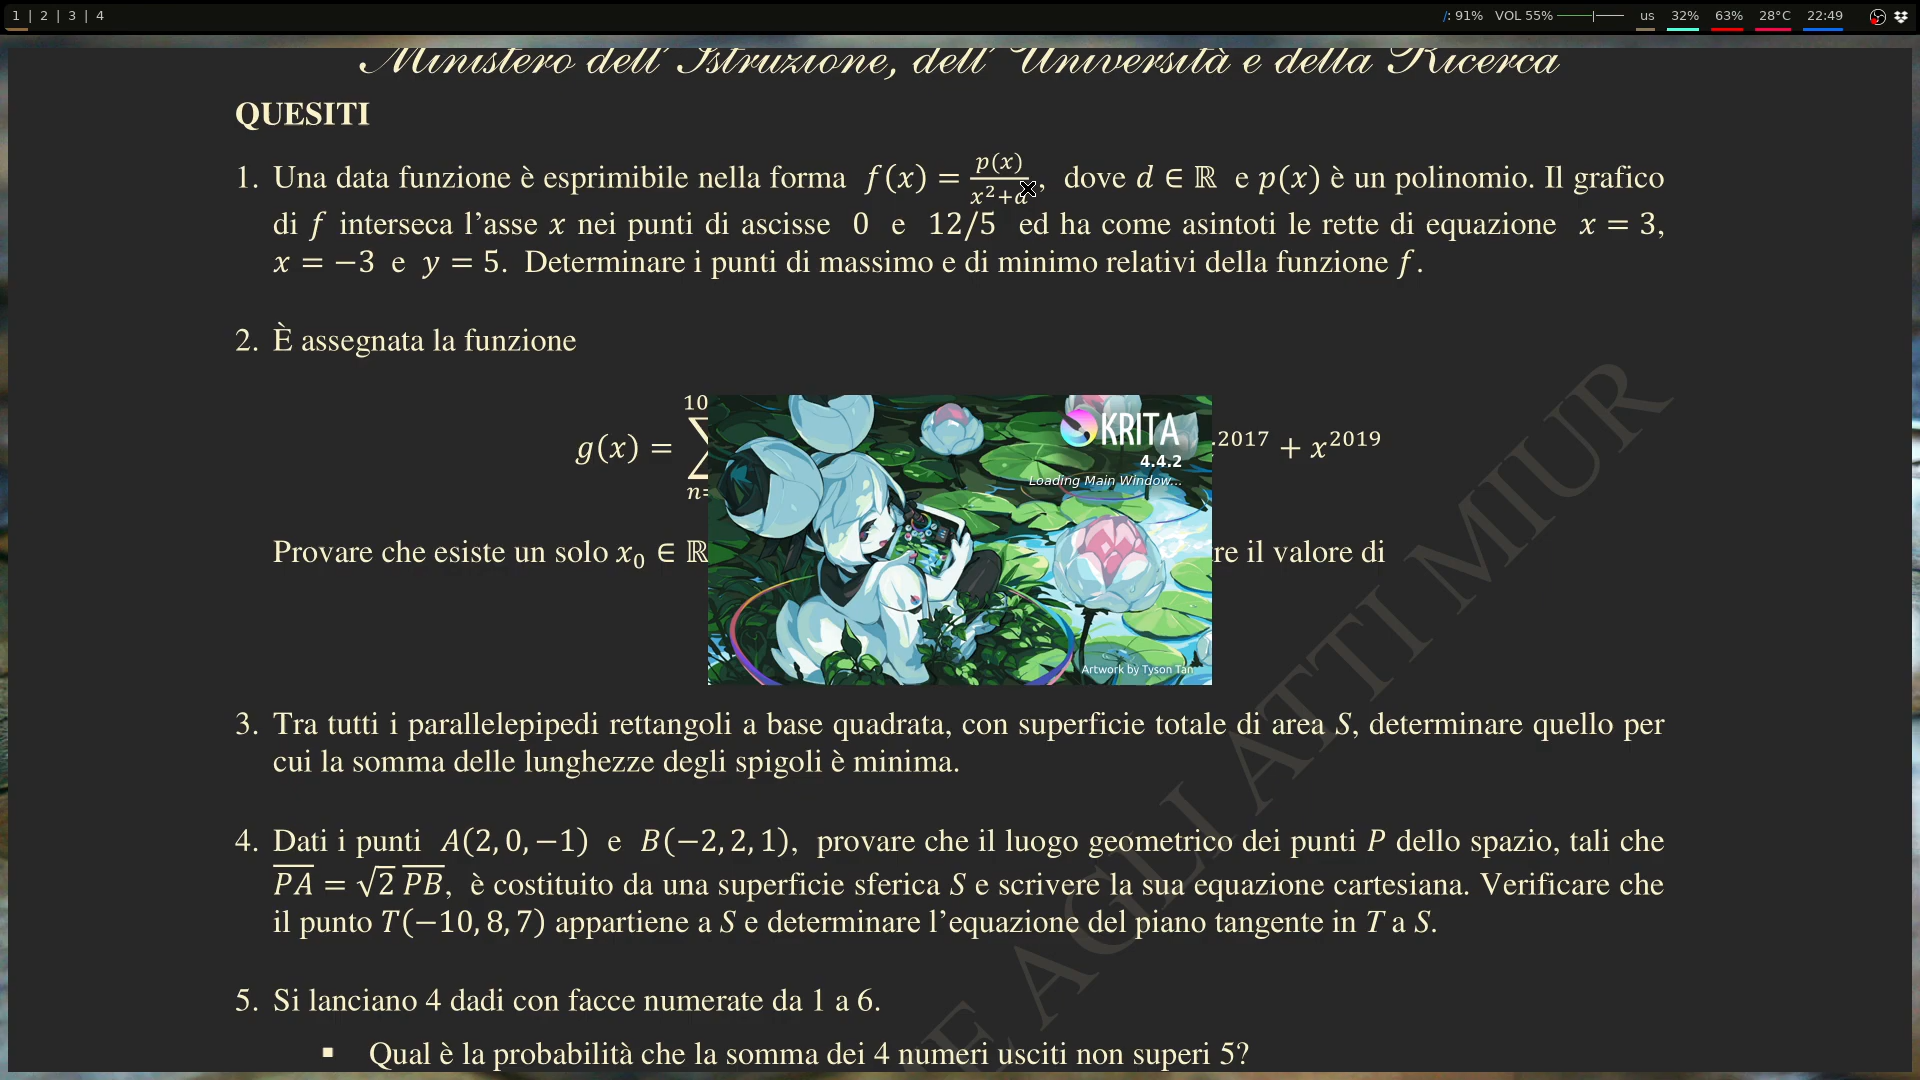 1 | 2 | 3 | 4
/: 91% VOL 55% us 32% 63% 28°C 22:49
Ministero dell'Istruzione, dell'Università e della Ricerca
QUESITI
1. Una data funzione è esprimibile nella forma f(x) = p(x)/(x²+d), dove d ∈ ℝ e p(x) è un polinomio. Il grafico
di f interseca l'asse x nei punti di ascisse 0 e 12/5 ed ha come asintoti le rette di equazione x = 3,
x = −3 e y = 5. Determinare i punti di massimo e di minimo relativi della funzione f.
2. È assegnata la funzione
g(x) = ∑ 10 n= 2017 + x²⁰¹⁹
KRITA
4.4.2
Loading Main Window...
Provare che esiste un solo x₀ ∈ ℝ re il valore di
Artwork by Tyson Tan
3. Tra tutti i parallelepipedi rettangoli a base quadrata, con superficie totale di area S, determinare quello per
cui la somma delle lunghezze degli spigoli è minima.
4. Dati i punti A(2, 0, −1) e B(−2, 2, 1), provare che il luogo geometrico dei punti P dello spazio, tali che
P̅A̅ = √2 P̅B̅, è costituito da una superficie sferica S e scrivere la sua equazione cartesiana. Verificare che
il punto T(−10, 8, 7) appartiene a S e determinare l'equazione del piano tangente in T a S.
5. Si lanciano 4 dadi con facce numerate da 1 a 6.
▪ Qual è la probabilità che la somma dei 4 numeri usciti non superi 5?
E AGLI ATTI MIUR